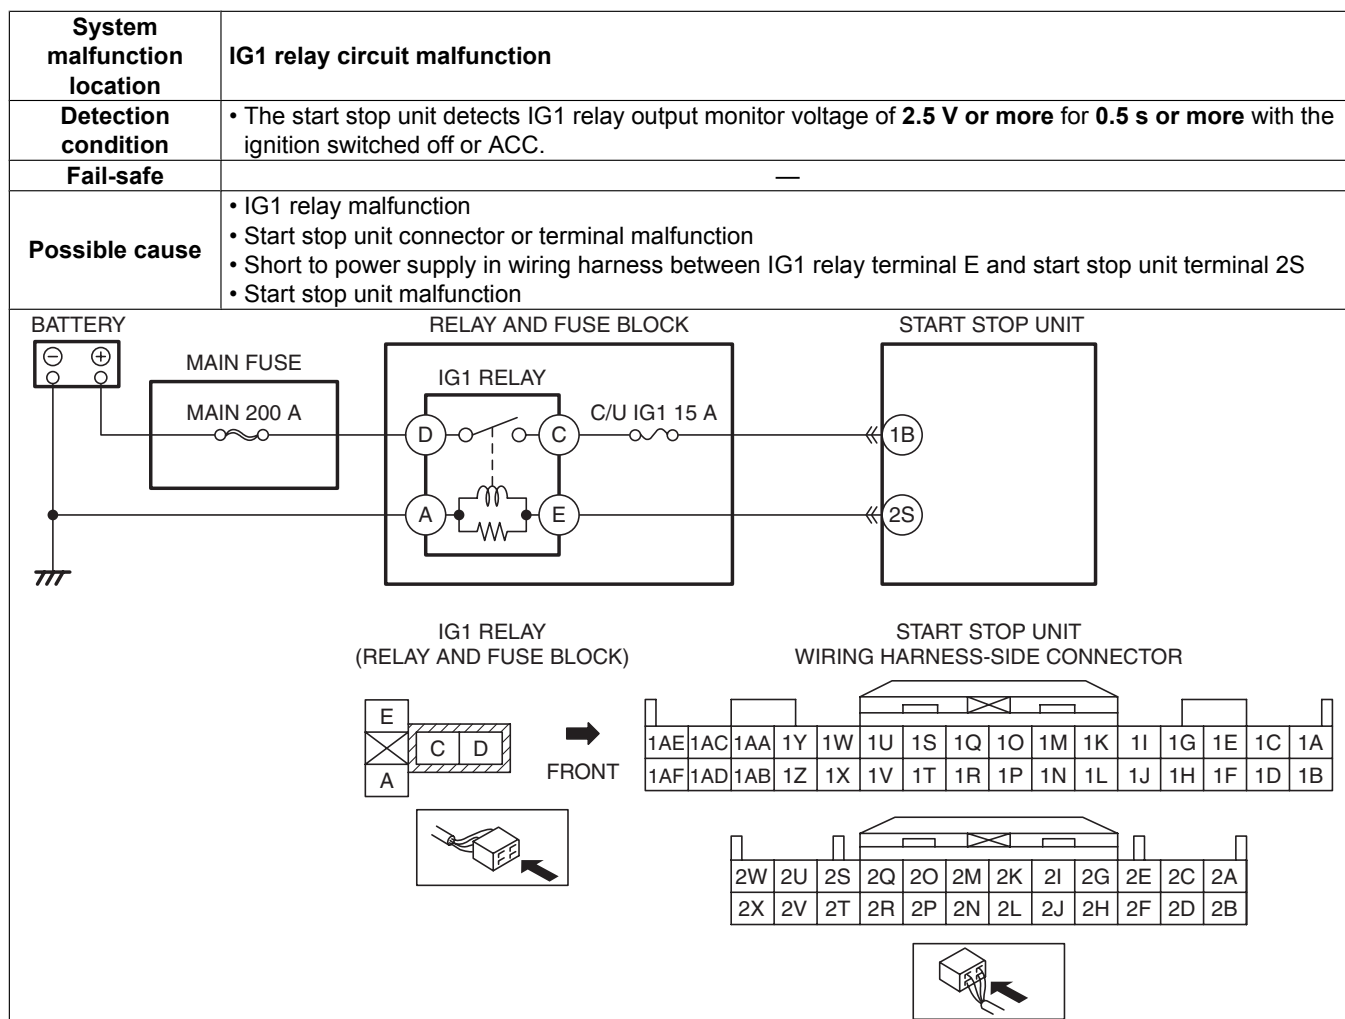 System
malfunction
location
IG1 relay circuit malfunction
Detection
condition
• The start stop unit detects IG1 relay output monitor voltage of 2.5 V or more for 0.5 s or more with the
ignition switched off or ACC.
Fail-safe
—
Possible cause
• IG1 relay malfunction
• Start stop unit connector or terminal malfunction
• Short to power supply in wiring harness between IG1 relay terminal E and start stop unit terminal 2S
• Start stop unit malfunction
BATTERY
RELAY AND FUSE BLOCK
START STOP UNIT
MAIN FUSE
IG1 RELAY
MAIN 200 A
C/U IG1 15 A
D
C
1B
A
E
2S
IG1 RELAY
(RELAY AND FUSE BLOCK)
START STOP UNIT
WIRING HARNESS-SIDE CONNECTOR
E
C D
A
FRONT
1AE 1AC 1AA 1Y 1W 1U 1S 1Q 1O 1M 1K 1I 1G 1E 1C 1A
1AF 1AD 1AB 1Z 1X 1V 1T 1R 1P 1N 1L 1J 1H 1F 1D 1B
2W 2U 2S 2Q 2O 2M 2K 2I 2G 2E 2C 2A
2X 2V 2T 2R 2P 2N 2L 2J 2H 2F 2D 2B